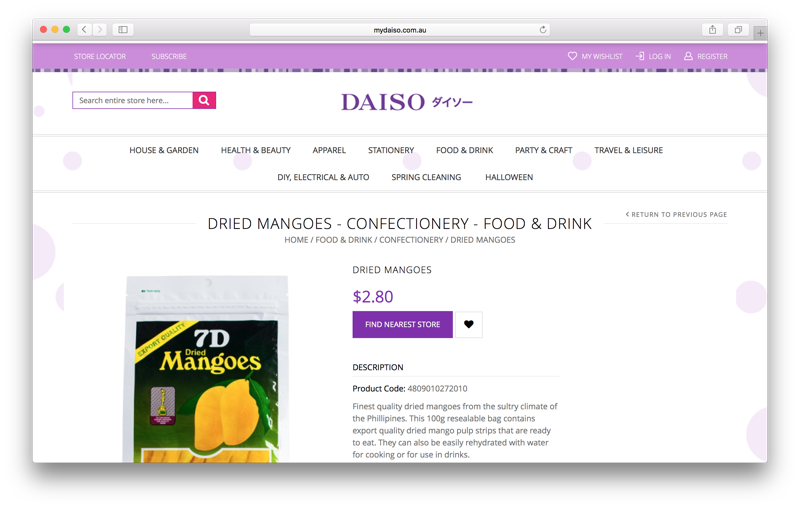 mydaiso.com.au
STORE LOCATOR
SUBSCRIBE
MY WISHLIST
LOG IN
REGISTER
Search entire store here...
DAISO ダイソー
HOUSE & GARDEN
HEALTH & BEAUTY
APPAREL
STATIONERY
FOOD & DRINK
PARTY & CRAFT
TRAVEL & LEISURE
DIY, ELECTRICAL & AUTO
SPRING CLEANING
HALLOWEEN
RETURN TO PREVIOUS PAGE
DRIED MANGOES - CONFECTIONERY - FOOD & DRINK
HOME / FOOD & DRINK / CONFECTIONERY / DRIED MANGOES
EXPORT QUALITY
7D
Dried
Mangoes
DRIED MANGOES
$2.80
FIND NEAREST STORE
DESCRIPTION
Product Code: 4809010272010
Finest quality dried mangoes from the sultry climate of
the Phillipines. This 100g resealable bag contains
export quality dried mango pulp strips that are ready
to eat. They can also be easily rehydrated with water
for cooking or for use in drinks.